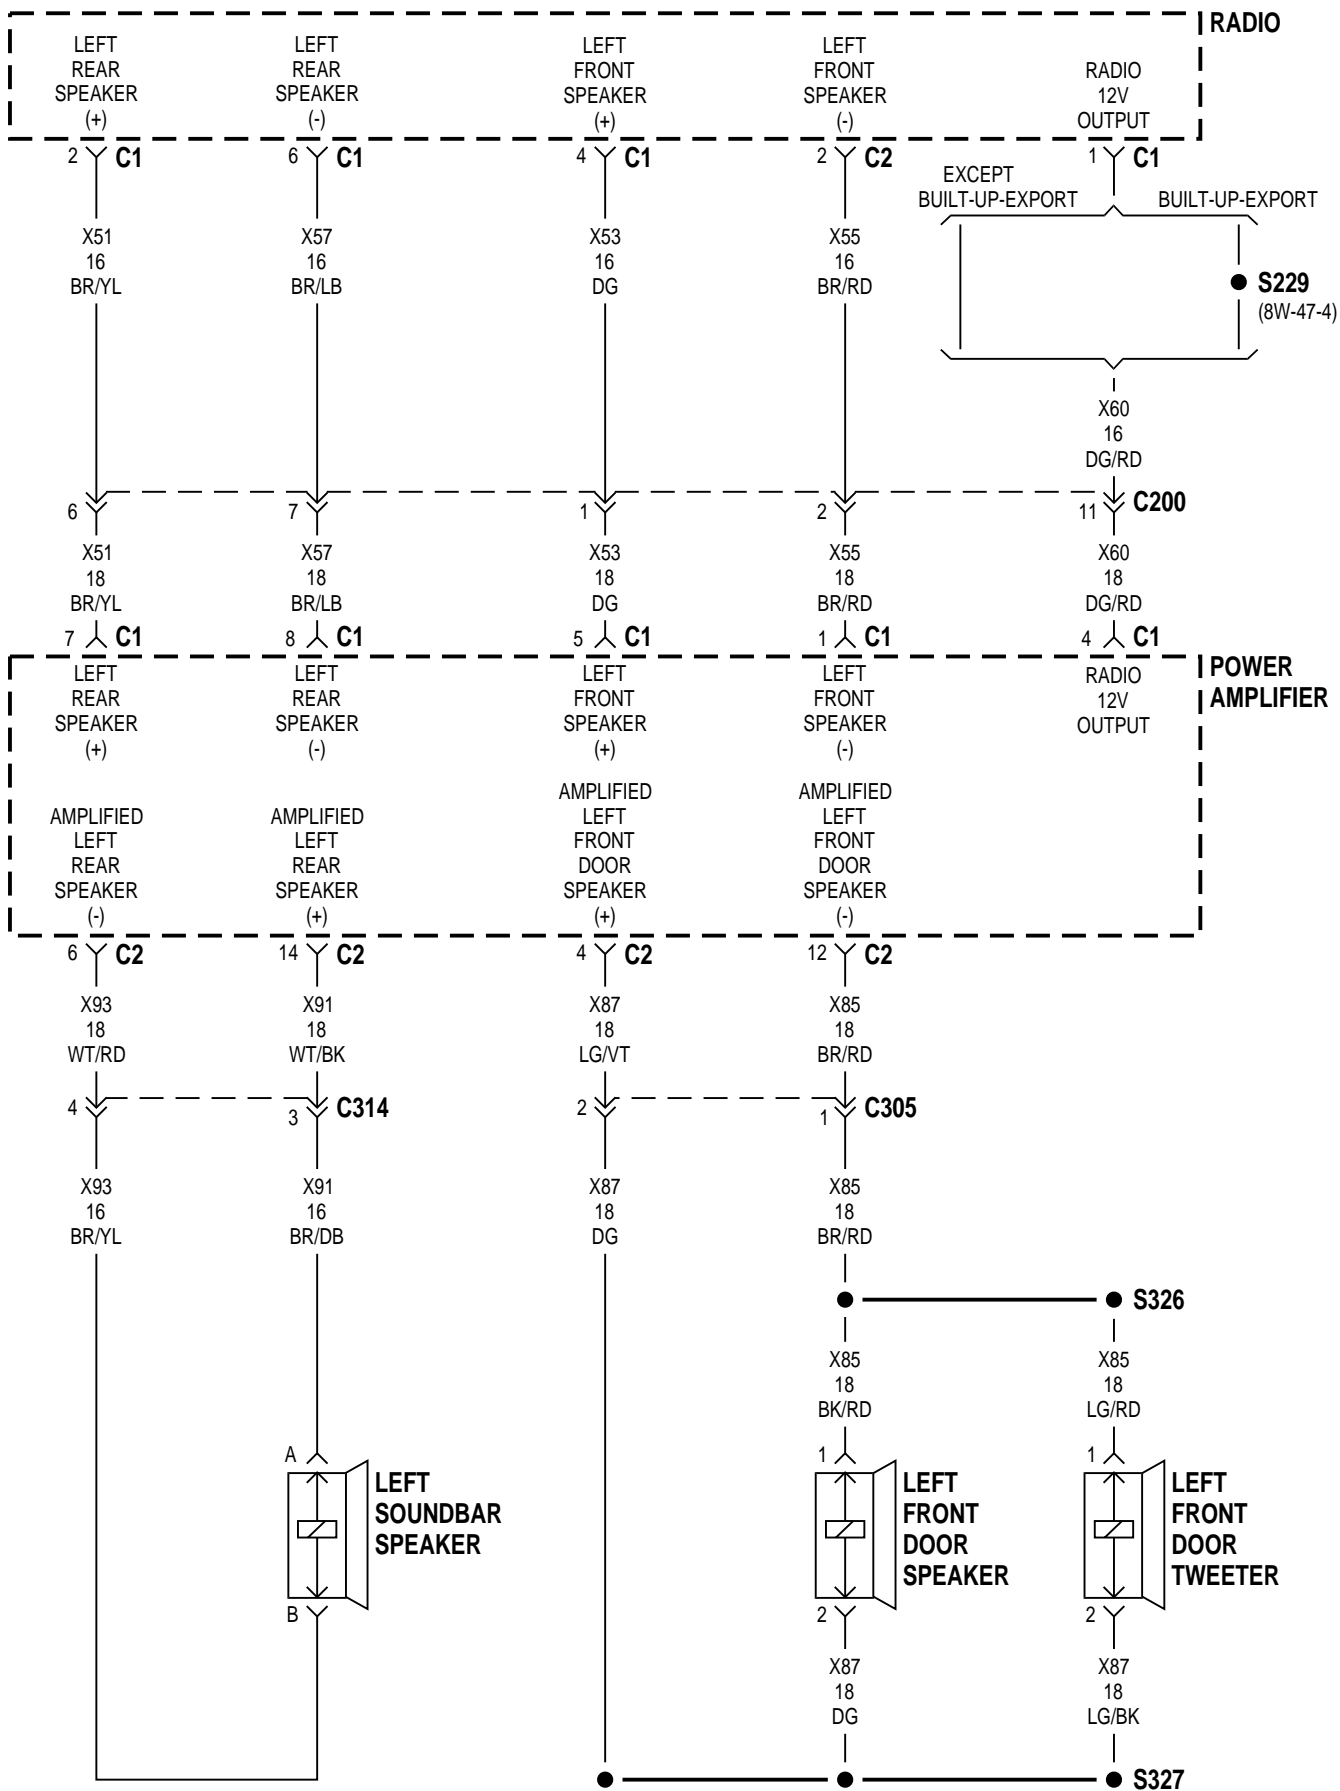 RADIO
LEFT
REAR
SPEAKER
(+)
LEFT
REAR
SPEAKER
(-)
LEFT
FRONT
SPEAKER
(+)
LEFT
FRONT
SPEAKER
(-)
RADIO
12V
OUTPUT
2 C1
6 C1
4 C1
2 C2
1 C1
EXCEPT
BUILT-UP-EXPORT
BUILT-UP-EXPORT
X51
16
BR/YL
X57
16
BR/LB
X53
16
DG
X55
16
BR/RD
S229
(8W-47-4)
X60
16
DG/RD
6
7
1
2
11
C200
X51
18
BR/YL
X57
18
BR/LB
X53
18
DG
X55
18
BR/RD
X60
18
DG/RD
7 C1
8 C1
5 C1
1 C1
4 C1
POWER
AMPLIFIER
LEFT
REAR
SPEAKER
(+)
LEFT
REAR
SPEAKER
(-)
LEFT
FRONT
SPEAKER
(+)
LEFT
FRONT
SPEAKER
(-)
RADIO
12V
OUTPUT
AMPLIFIED
LEFT
REAR
SPEAKER
(-)
AMPLIFIED
LEFT
REAR
SPEAKER
(+)
AMPLIFIED
LEFT
FRONT
DOOR
SPEAKER
(+)
AMPLIFIED
LEFT
FRONT
DOOR
SPEAKER
(-)
6 C2
14 C2
4 C2
12 C2
X93
18
WT/RD
X91
18
WT/BK
X87
18
LG/VT
X85
18
BR/RD
4
3
C314
2
1
C305
X93
16
BR/YL
X91
16
BR/DB
X87
18
DG
X85
18
BR/RD
S326
X85
18
BK/RD
X85
18
LG/RD
A
1
1
LEFT
SOUNDBAR
SPEAKER
LEFT
FRONT
DOOR
SPEAKER
LEFT
FRONT
DOOR
TWEETER
B
2
2
X87
18
DG
X87
18
LG/BK
S327